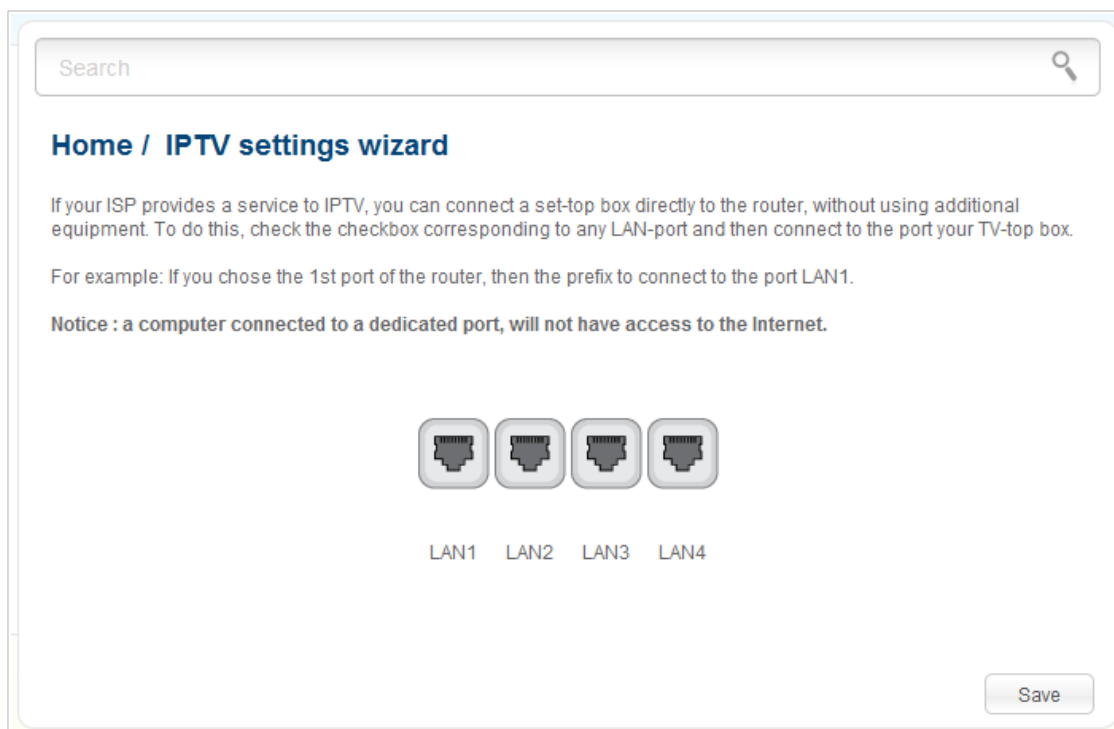 Search
Home / IPTV settings wizard
If your ISP provides a service to IPTV, you can connect a set-top box directly to the router, without using additional
equipment. To do this, check the checkbox corresponding to any LAN-port and then connect to the port your TV-top box.
For example: If you chose the 1st port of the router, then the prefix to connect to the port LAN1.
Notice : a computer connected to a dedicated port, will not have access to the Internet.
LAN1 LAN2 LAN3 LAN4
Save